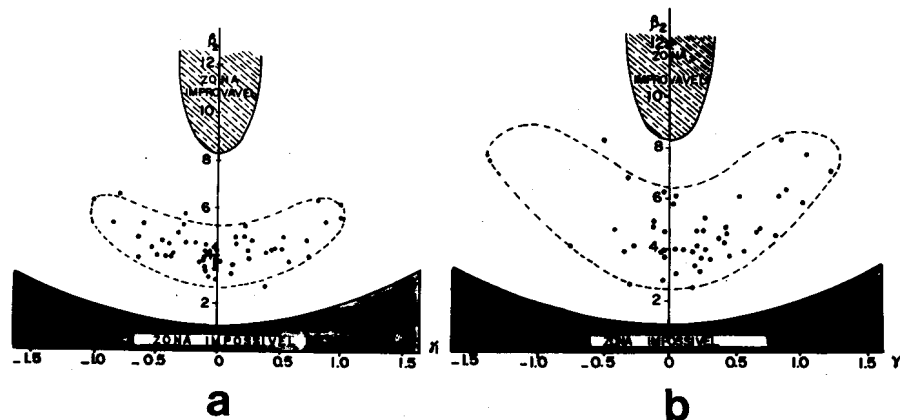 β₂
12
ZONA
IMPROVAVEL
10
8
6
4
2
ZONA IMPOSSIVEL
-1.5 -1.0 -0.5 0 0.5 1.0 1.5 γ₁
a
β₂
12
ZONA
IMPROVAVEL
10
8
6
4
2
ZONA IMPOSSIVEL
-1.5 -1.0 -0.5 0 0.5 1.0 1.5 γ
b